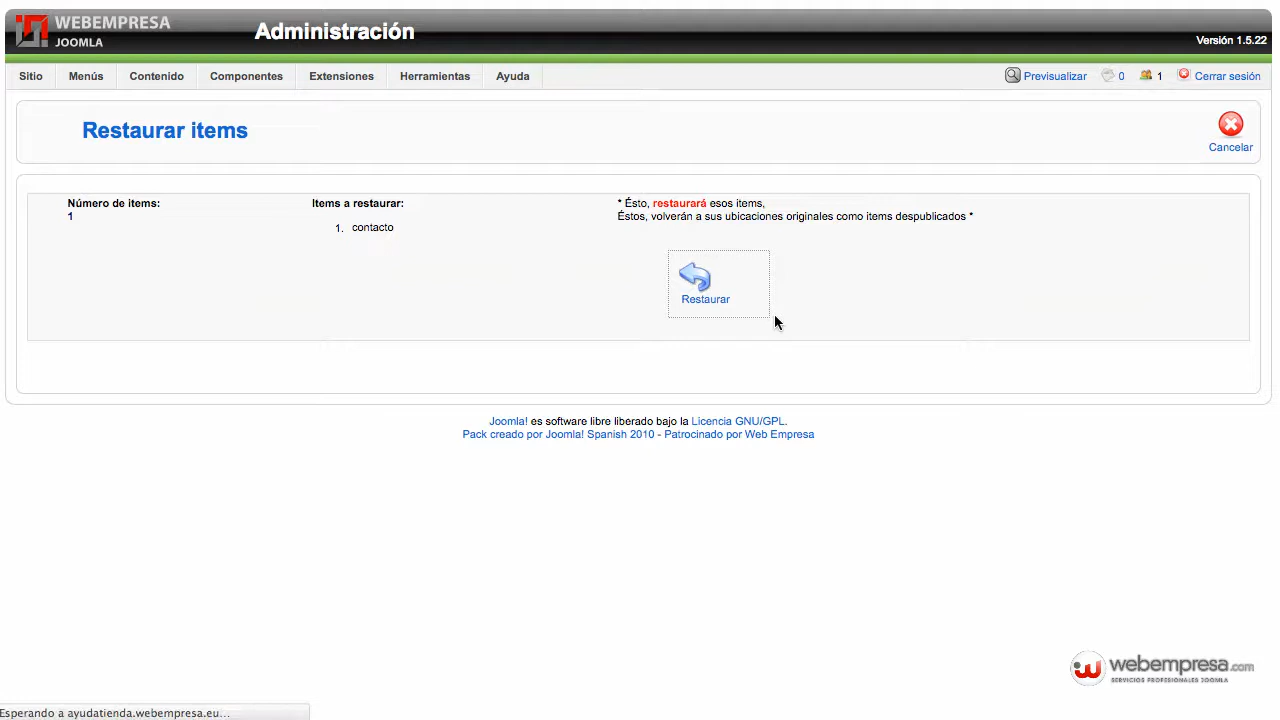 WEBEMPRESA
JOOMLA
Administración
Versión 1.5.22
Sitio Menús Contenido Componentes Extensiones Herramientas Ayuda Previsualizar 0 1 Cerrar sesión
Restaurar items
Cancelar
Número de items:
1
Items a restaurar:
1. contacto
* Ésto, restaurará esos items,
Éstos, volverán a sus ubicaciones originales como items despublicados *
Restaurar
Joomla! es software libre liberado bajo la Licencia GNU/GPL.
Pack creado por Joomla! Spanish 2010 - Patrocinado por Web Empresa
webempresa.com
SERVICIOS PROFESIONALES JOOMLA
Esperando a ayudatienda.webempresa.eu...